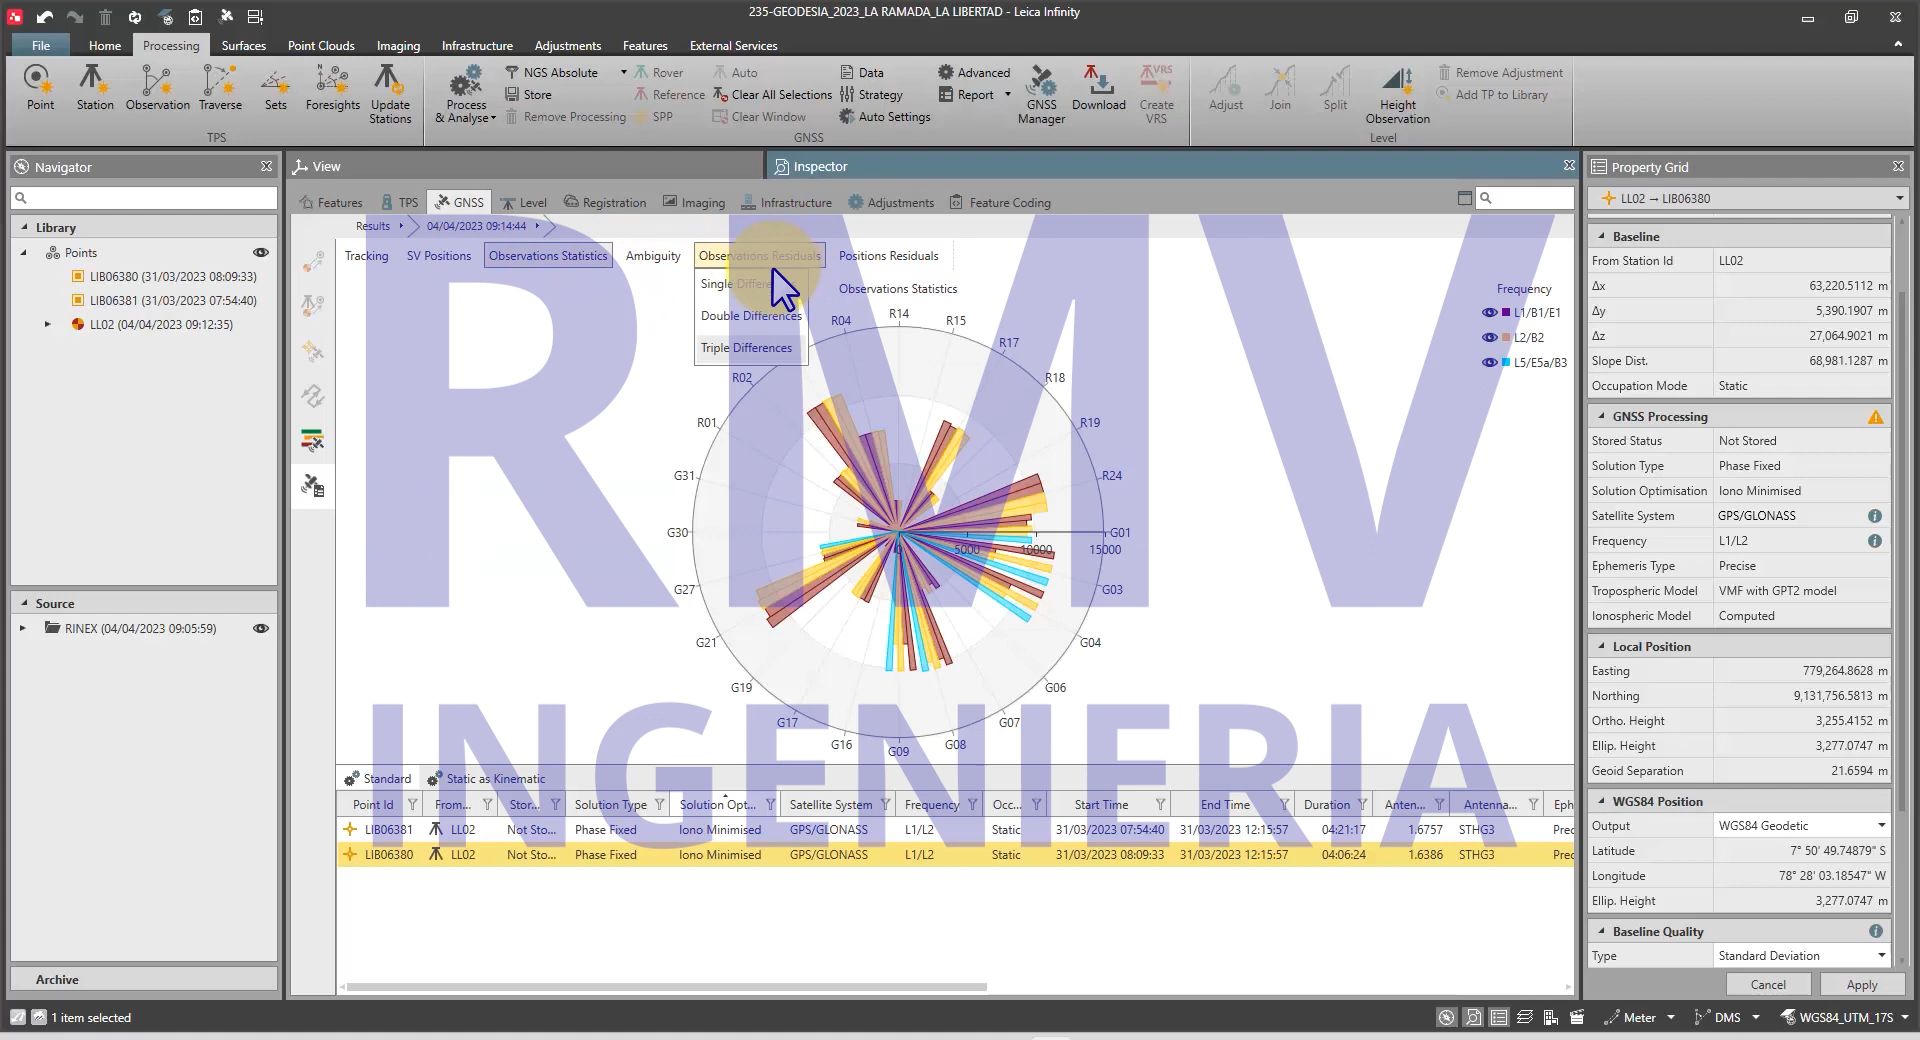 235-GEODESIA_2023_LA RAMADA_LA LIBERTAD - Leica Infinity
File Home Processing Surfaces Point Clouds Imaging Infrastructure Adjustments Features External Services
Point Station Observation Traverse Sets Foresights Update Stations
TPS
Process & Analyse
NGS Absolute
Store
Remove Processing
Rover
Reference
SPP
Auto
Clear All Selections
Clear Window
Data
Strategy
Auto Settings
Advanced
Report
GNSS Manager
Download
Create VRS
GNSS
Adjust Join Split Height Observation
Remove Adjustment
Add TP to Library
Level
Navigator
Library
Points
LIB06380 (31/03/2023 08:09:33)
LIB06381 (31/03/2023 07:54:40)
LL02 (04/04/2023 09:12:35)
Source
RINEX (04/04/2023 09:05:59)
Archive
View
Inspector
Features TPS GNSS Level Registration Imaging Infrastructure Adjustments Feature Coding
Results 04/04/2023 09:14:44
Tracking SV Positions Observations Statistics Ambiguity Observations Residuals Positions Residuals
Double Differences
Triple Differences
Observations Statistics
Frequency
L1/B1/E1
L2/B2
L5/E5a/B3
R14
R15
R17
R18
R19
R24
G01
G03
G04
G06
G07
G08
G09
G16
G17
G19
G21
G27
G30
G31
R01
R02
R04
0 5000 10000 15000
RMV
INGENIERIA
Standard Static as Kinematic
Point Id From... Stor... Solution Type Solution Opt... Satellite System Frequency Occ... Start Time End Time Duration Anten... Antenna... Eph
LIB06381 LL02 Not Sto... Phase Fixed Iono Minimised GPS/GLONASS L1/L2 Static 31/03/2023 07:54:40 31/03/2023 12:15:57 04:21:17 1.6757 STHG3 Prec
LIB06380 LL02 Not Sto... Phase Fixed Iono Minimised GPS/GLONASS L1/L2 Static 31/03/2023 08:09:33 31/03/2023 12:15:57 04:06:24 1.6386 STHG3 Prec
Property Grid
LL02 → LIB06380
Baseline
From Station Id LL02
Δx 63,220.5112 m
Δy 5,390.1907 m
Δz 27,064.9021 m
Slope Dist. 68,981.1287 m
Occupation Mode Static
GNSS Processing
Stored Status Not Stored
Solution Type Phase Fixed
Solution Optimisation Iono Minimised
Satellite System GPS/GLONASS
Frequency L1/L2
Ephemeris Type Precise
Tropospheric Model VMF with GPT2 model
Ionospheric Model Computed
Local Position
Easting 779,264.8628 m
Northing 9,131,756.5813 m
Ortho. Height 3,255.4152 m
Ellip. Height 3,277.0747 m
Geoid Separation 21.6594 m
WGS84 Position
Output WGS84 Geodetic
Latitude 7° 50' 49.74879" S
Longitude 78° 28' 03.18547" W
Ellip. Height 3,277.0747 m
Baseline Quality
Type Standard Deviation
Cancel Apply
1 item selected
Meter DMS WGS84_UTM_17S